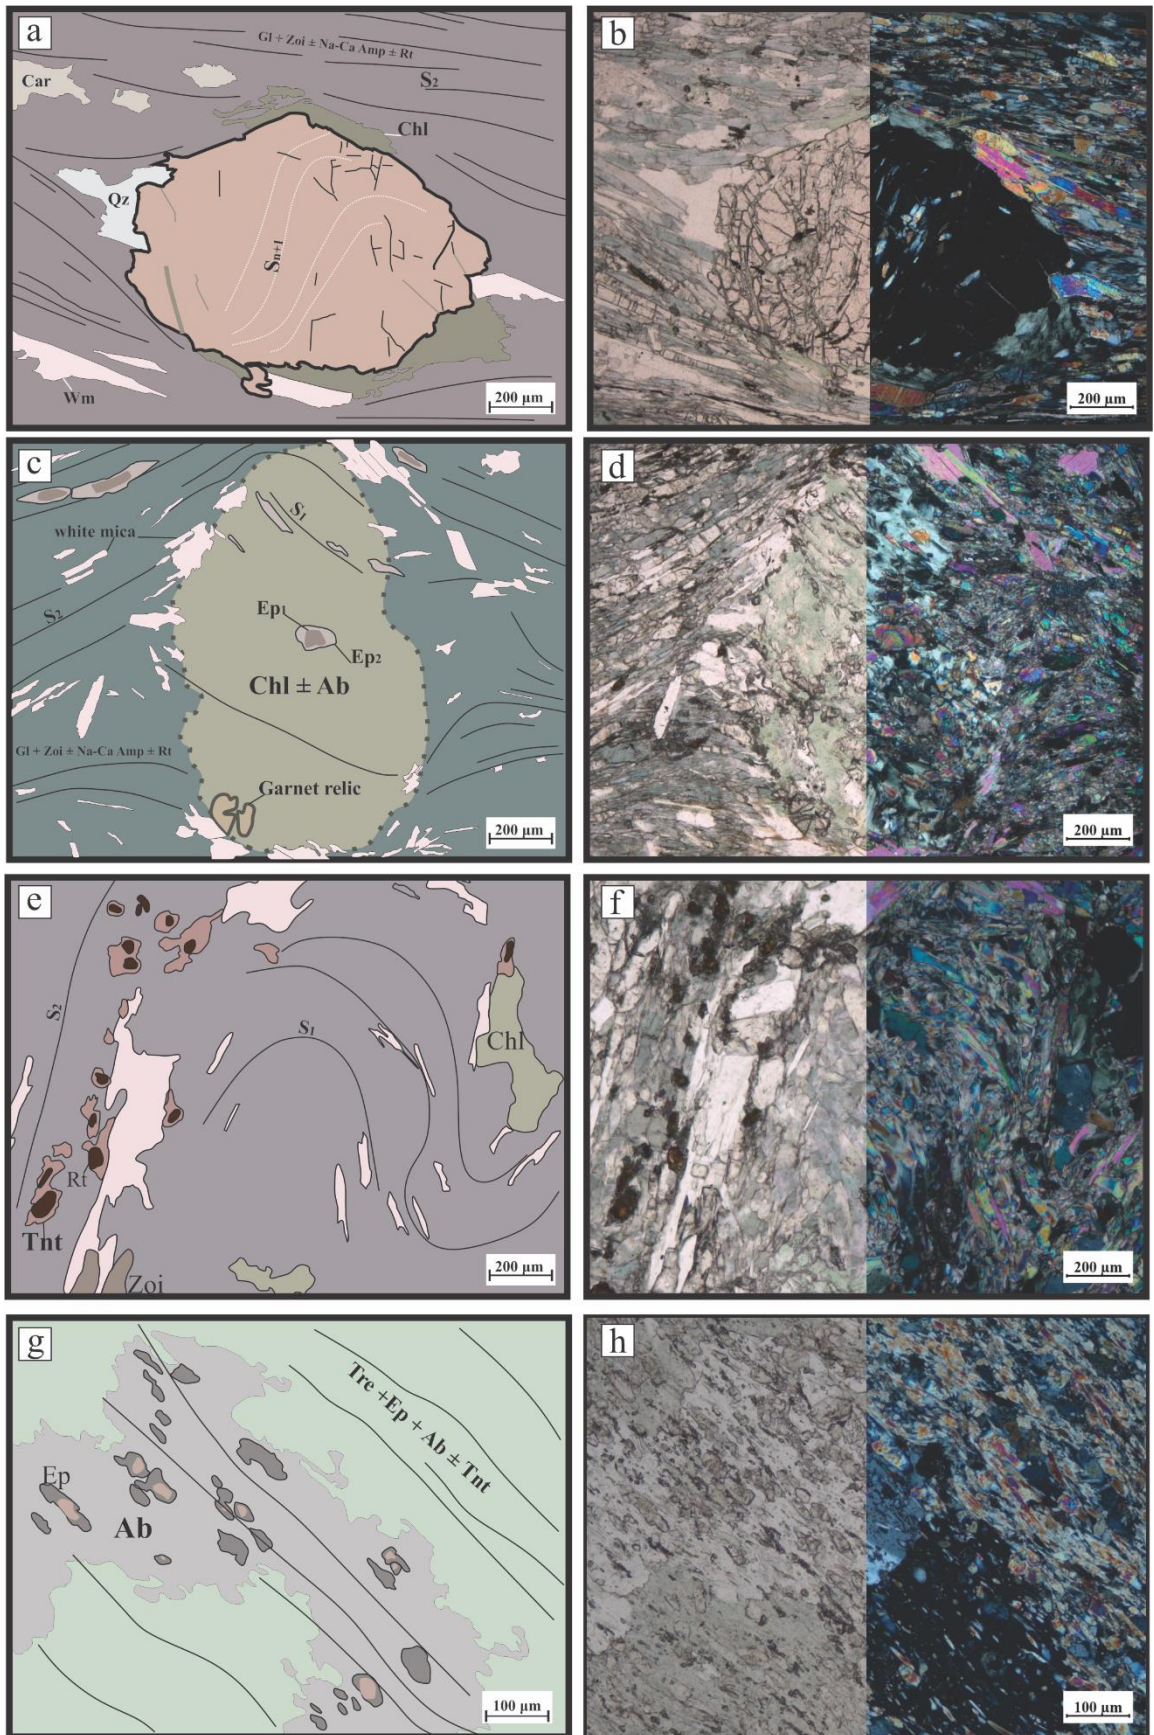 a
Gl + Zoi ± Na-Ca Amp ± Rt
S2
Car
Chl
Qz
Sn+1
Wm
200 µm
b
200 µm
c
S1
white mica
S2
Ep1
Ep2
Chl ± Ab
Gl + Zoi ± Na-Ca Amp ± Rt
Garnet relic
200 µm
d
200 µm
e
S2
S1
Chl
Rt
Tnt
Zoi
200 µm
f
200 µm
g
Tre +Ep + Ab ± Tnt
Ep
Ab
100 µm
h
100 µm